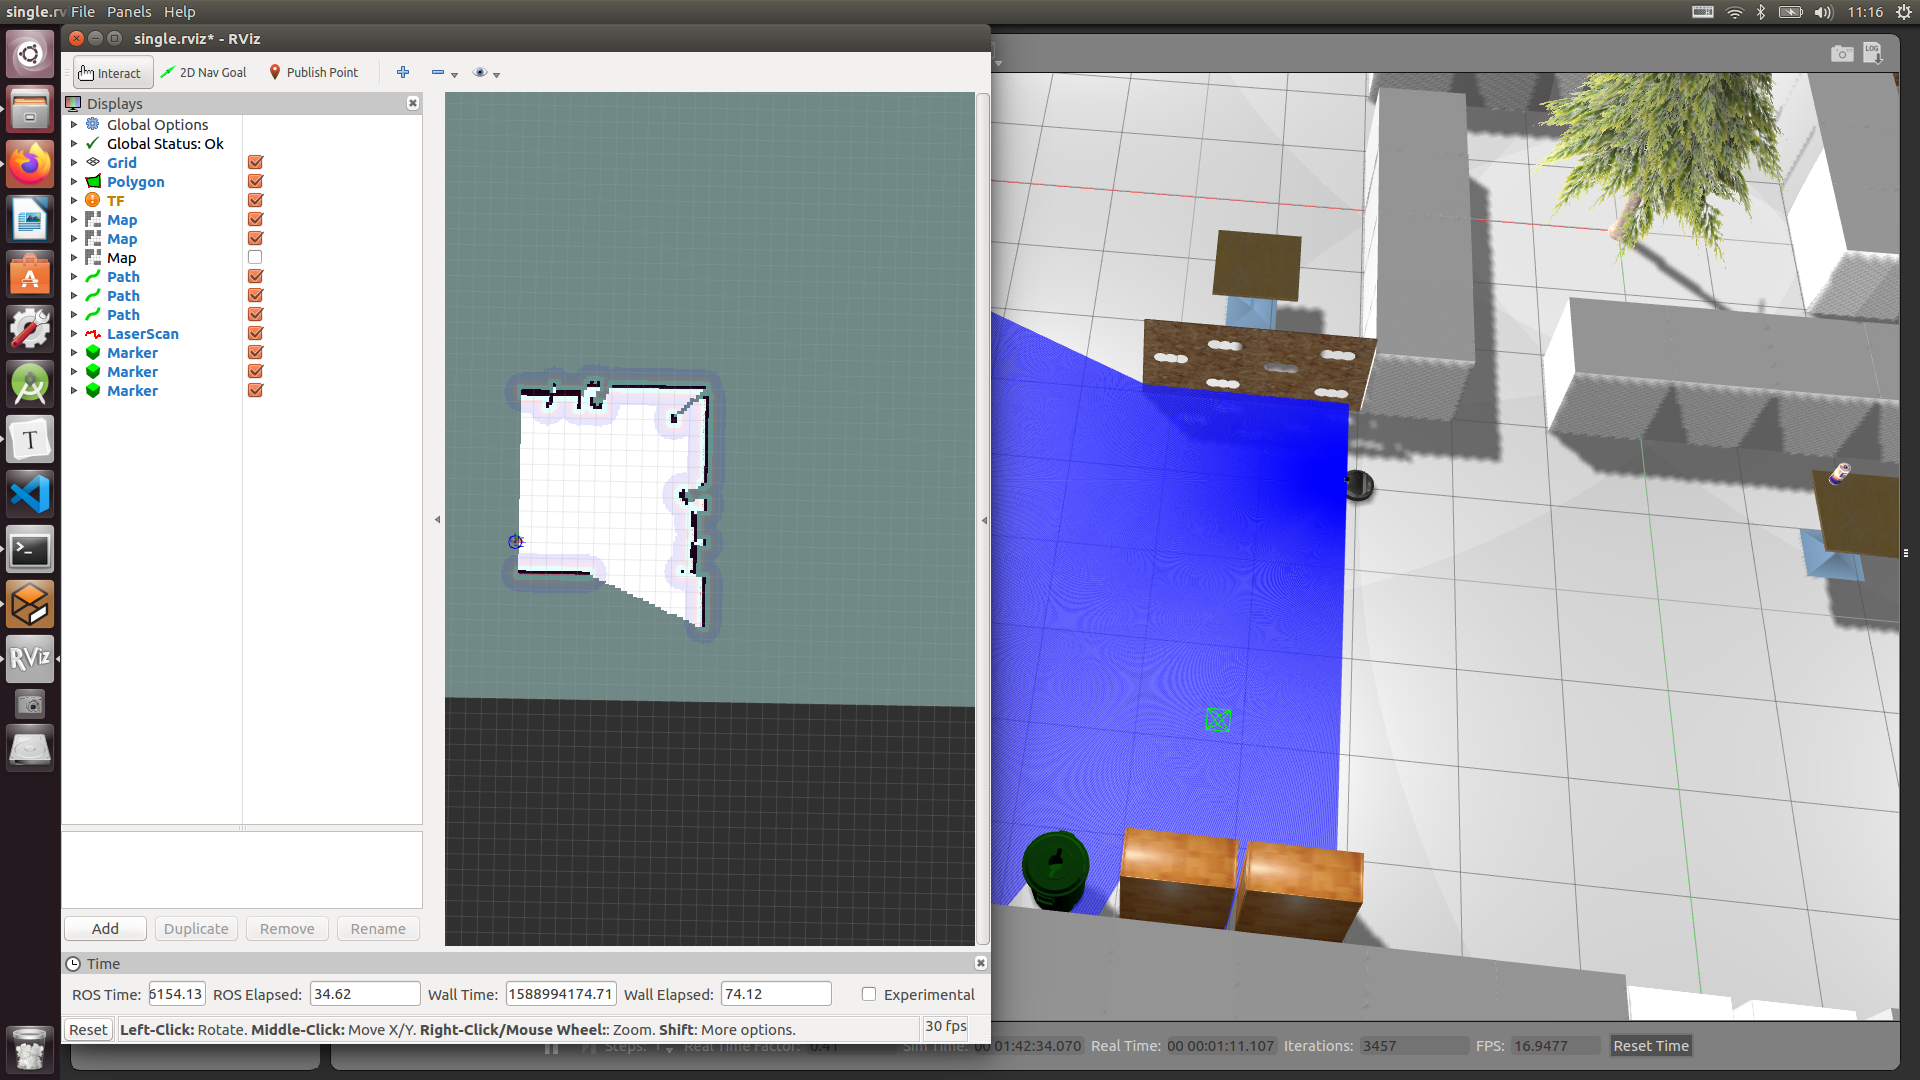 single.rv File Panels Help
11:16
single.rviz* - RViz
LOG
Interact 2D Nav Goal Publish Point
Displays
Global Options
Global Status: Ok
Grid
Polygon
TF
Map
Map
Map
Path
Path
Path
LaserScan
Marker
Marker
Marker
T
RViz
Add Duplicate Remove Rename
Time
ROS Time: 6154.13 ROS Elapsed: 34.62 Wall Time: 1588994174.71 Wall Elapsed: 74.12 Experimental
Reset Left-Click: Rotate. Middle-Click: Move X/Y. Right-Click/Mouse Wheel:: Zoom. Shift: More options. 30 fps
Steps: 1 Real Time Factor: 0.41 Sim Time: 00 01:42:34.070 Real Time: 00 00:01:11.107 Iterations: 3457 FPS: 16.9477 Reset Time